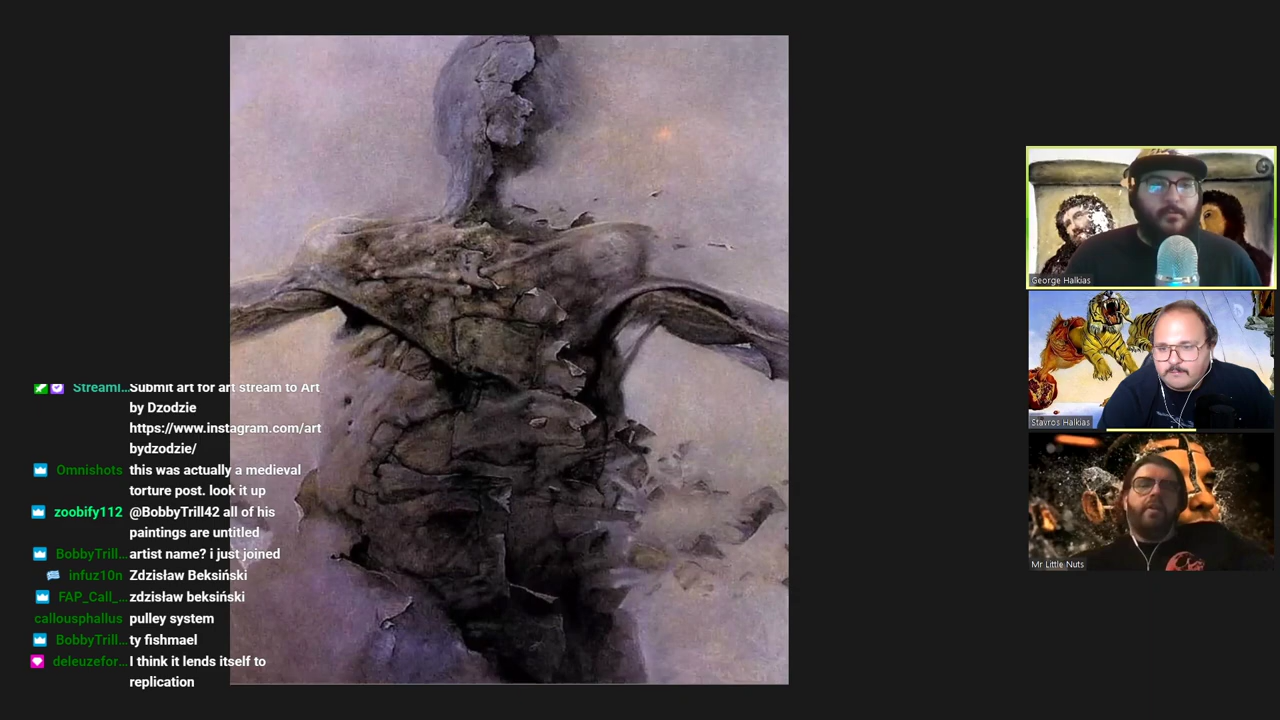 Streaml... Submit art for art stream to Art
by Dzodzie
https://www.instagram.com/art
bydzodzie/
Omnishots this was actually a medieval
torture post. look it up
zoobify112 @BobbyTrill42 all of his
paintings are untitled
BobbyTrill... artist name? i just joined
infuz10n Zdzisław Beksiński
FAP_Call_... zdzisław beksiński
callousphallus pulley system
BobbyTrill... ty fishmael
deleuzefor... I think it lends itself to
replication
George Halkias
Stavros Halkias
Mr Little Nuts